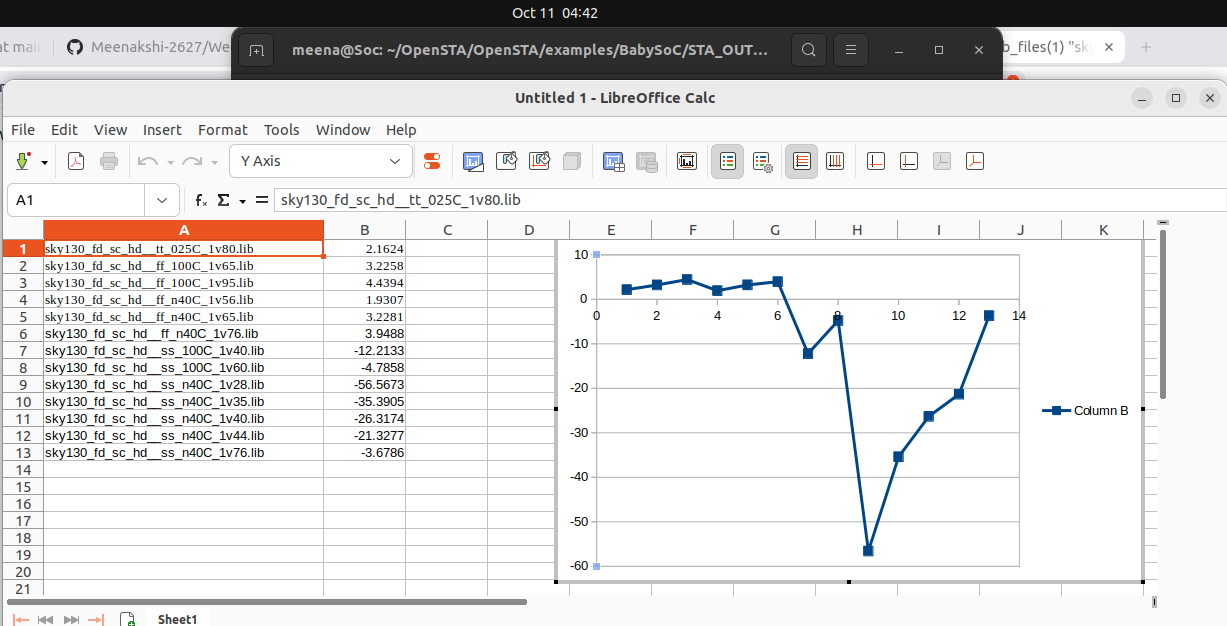 Oct 11 04:42
at main
Meenakshi-2627/We
meena@Soc: ~/OpenSTA/OpenSTA/examples/BabySoC/STA_OUT...
b_files(1) "sk
Untitled 1 - LibreOffice Calc
File Edit View Insert Format Tools Window Help
Y Axis
A1
fx Σ = sky130_fd_sc_hd__tt_025C_1v80.lib
A B C D E F G H I J K
1 sky130_fd_sc_hd__tt_025C_1v80.lib 2.1624
2 sky130_fd_sc_hd__ff_100C_1v65.lib 3.2258
3 sky130_fd_sc_hd__ff_100C_1v95.lib 4.4394
4 sky130_fd_sc_hd__ff_n40C_1v56.lib 1.9307
5 sky130_fd_sc_hd__ff_n40C_1v65.lib 3.2281
6 sky130_fd_sc_hd__ff_n40C_1v76.lib 3.9488
7 sky130_fd_sc_hd__ss_100C_1v40.lib -12.2133
8 sky130_fd_sc_hd__ss_100C_1v60.lib -4.7858
9 sky130_fd_sc_hd__ss_n40C_1v28.lib -56.5673
10 sky130_fd_sc_hd__ss_n40C_1v35.lib -35.3905
11 sky130_fd_sc_hd__ss_n40C_1v40.lib -26.3174
12 sky130_fd_sc_hd__ss_n40C_1v44.lib -21.3277
13 sky130_fd_sc_hd__ss_n40C_1v76.lib -3.6786
14
15
16
17
18
19
20
21
10
0
0 2 4 6 8 10 12 14
-10
-20
-30
-40
-50
-60
Column B
Sheet1